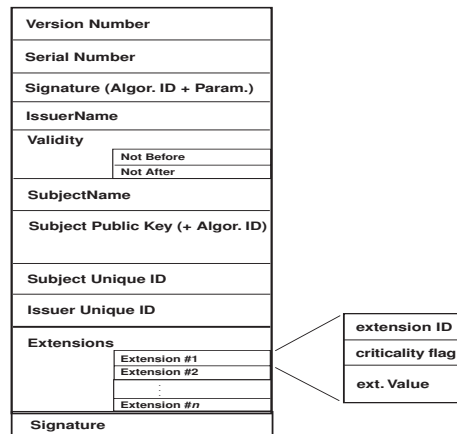 Version Number
Serial Number
Signature (Algor. ID + Param.)
IssuerName
Validity
Not Before
Not After
SubjectName
Subject Public Key (+ Algor. ID)
Subject Unique ID
Issuer Unique ID
Extensions
Extension #1
Extension #2
⋮
Extension #n
Signature
extension ID
criticality flag
ext. Value